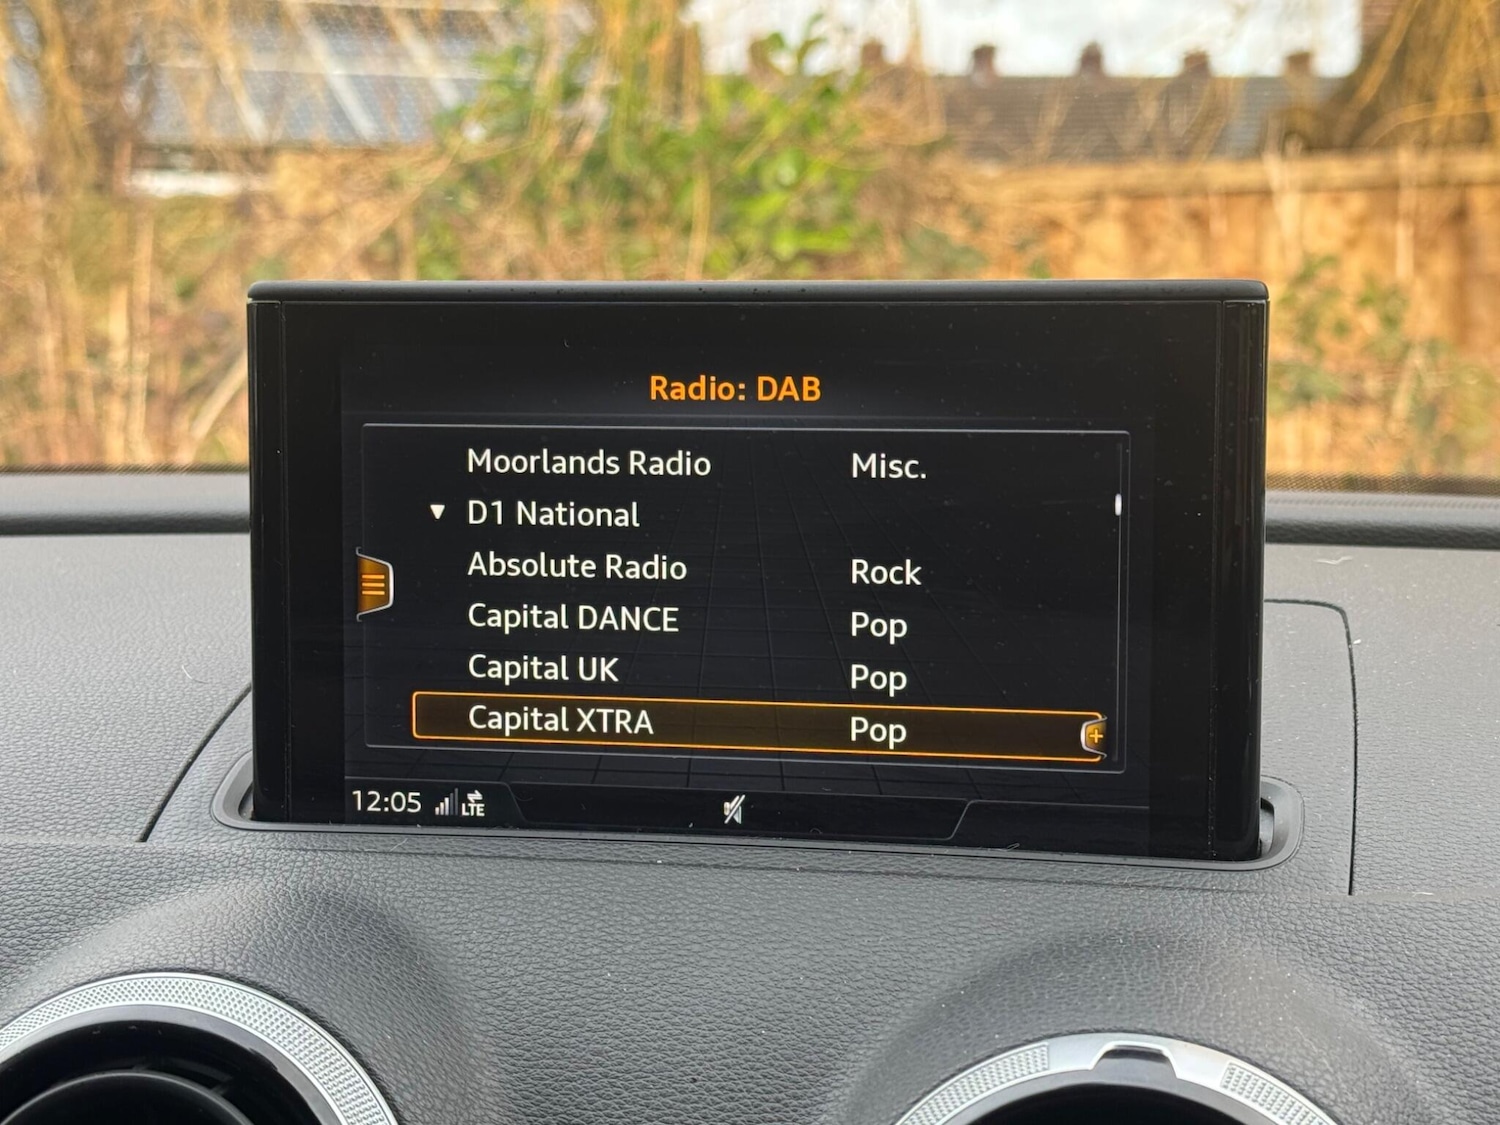 Radio: DAB
Moorlands Radio Misc.
D1 National
Absolute Radio Rock
Capital DANCE Pop
Capital UK Pop
Capital XTRA Pop
12:05 LTE